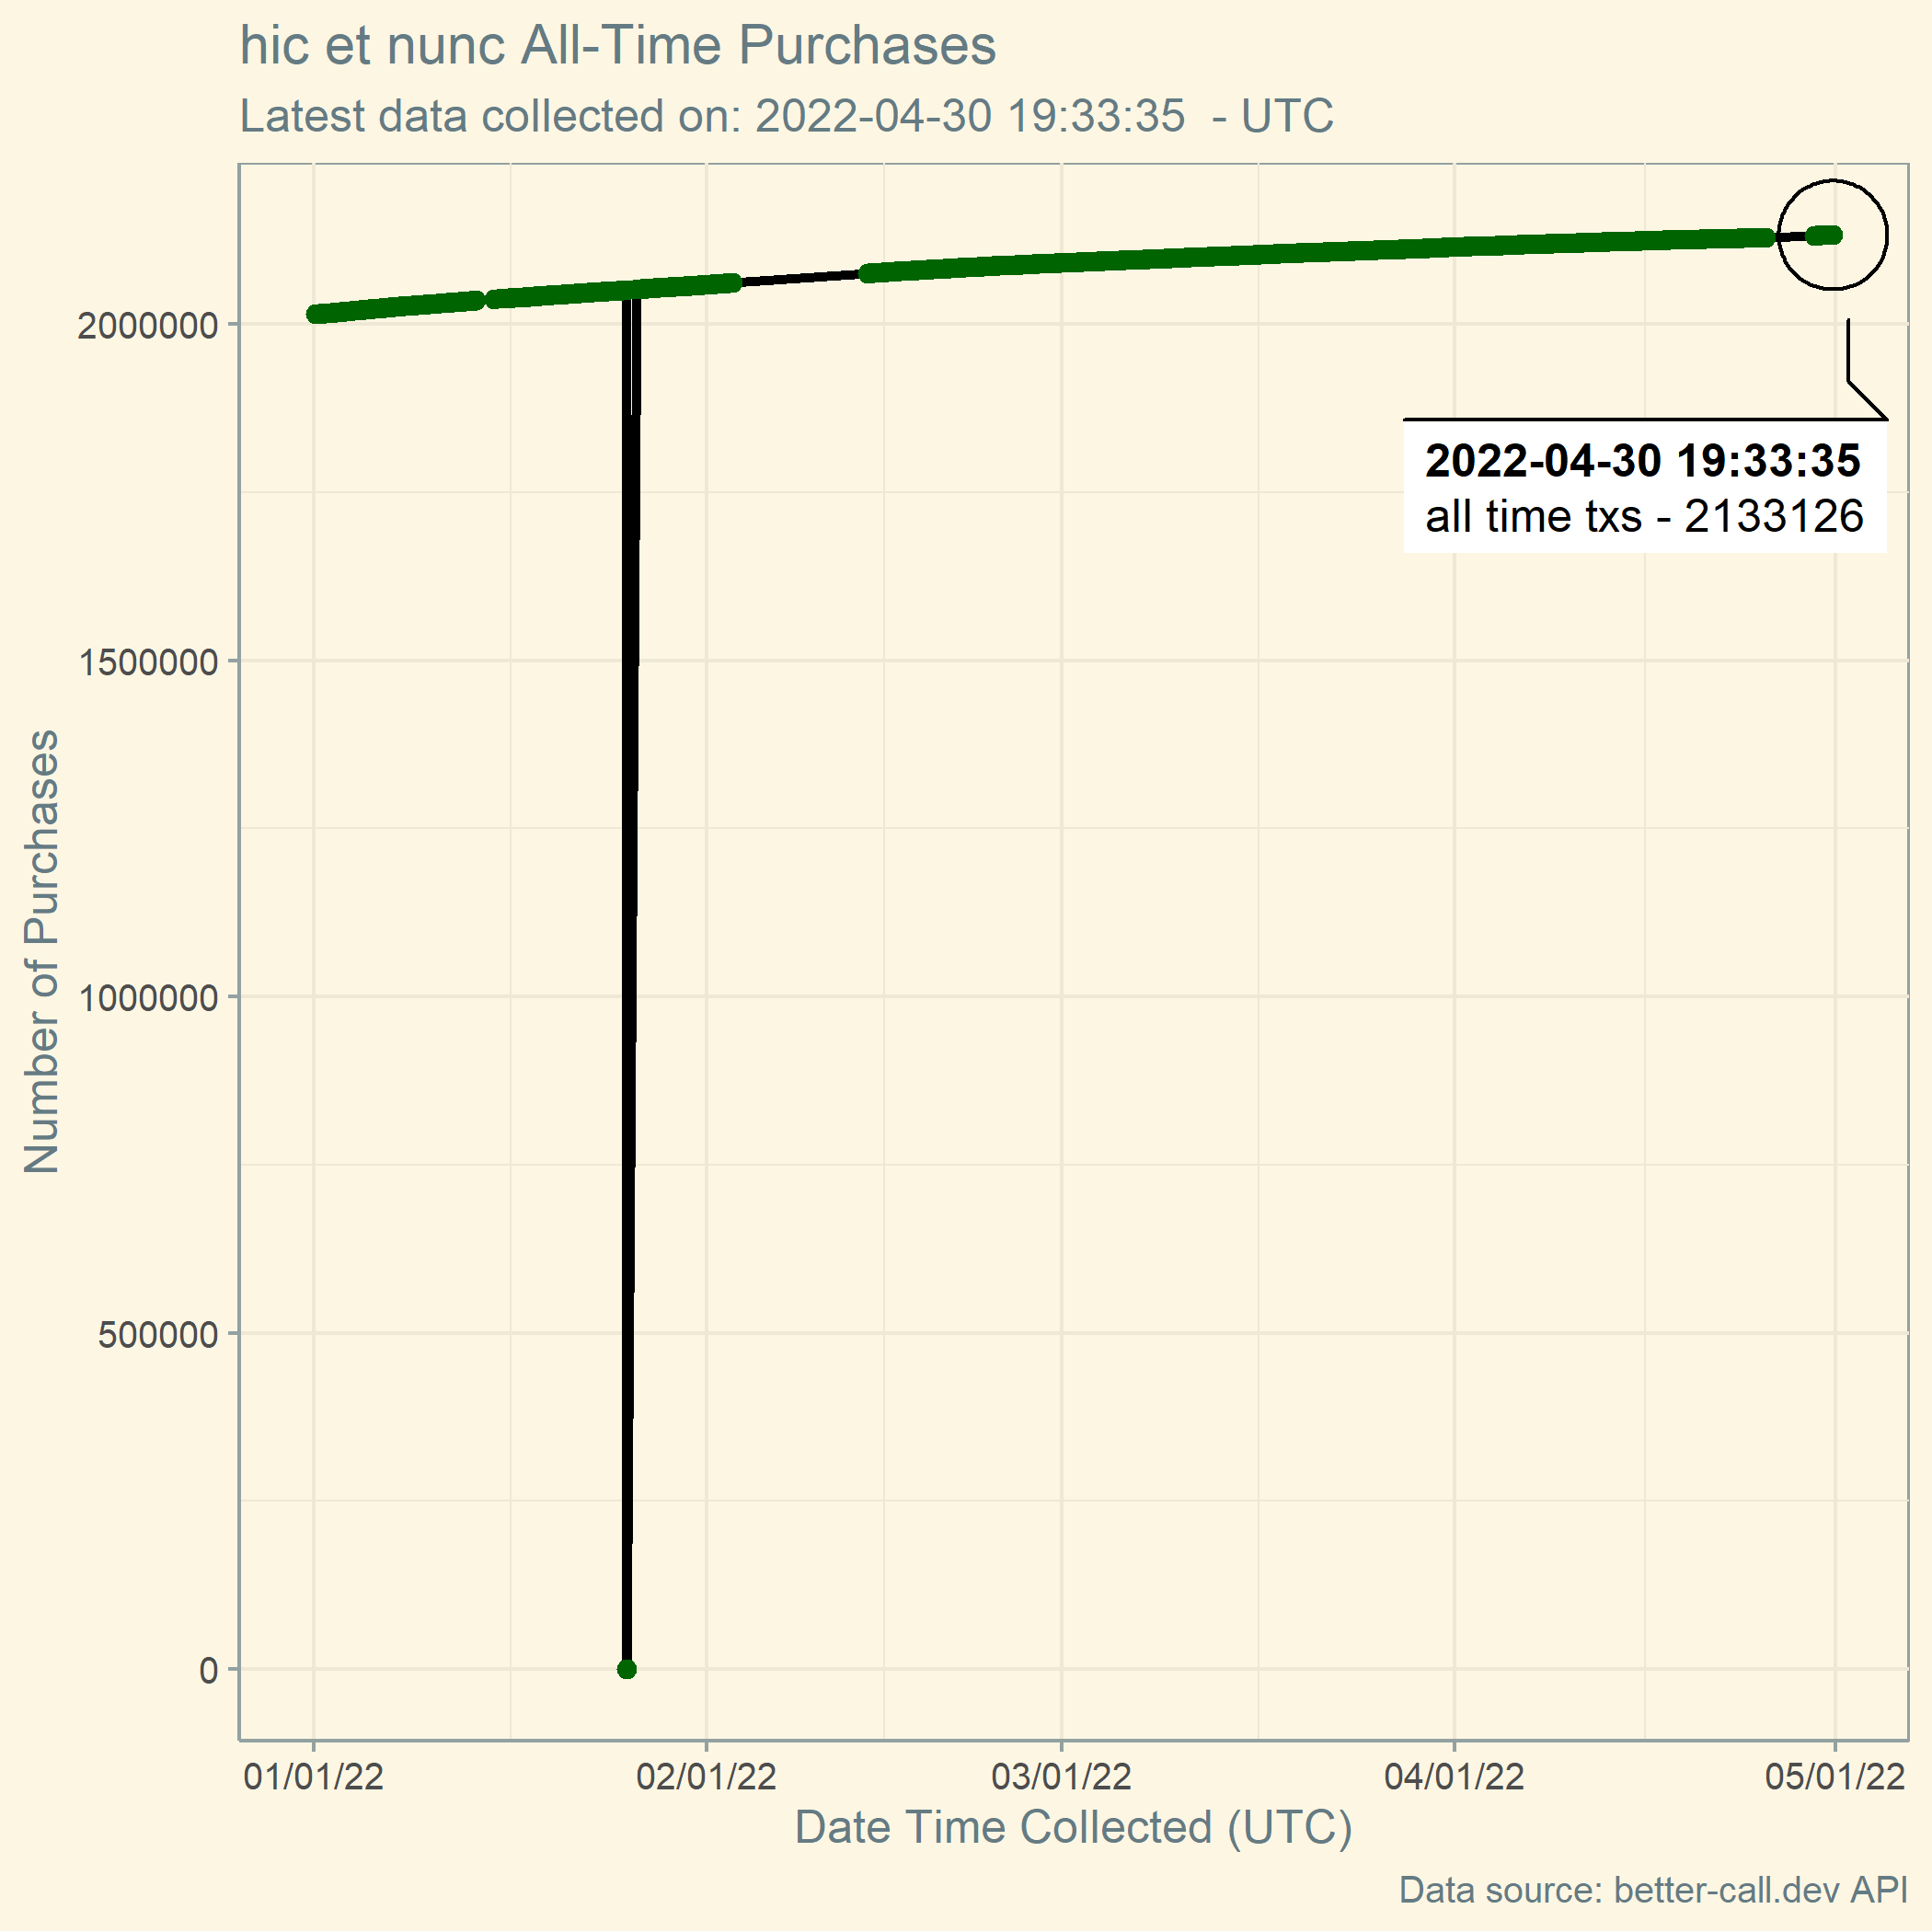 hic et nunc All-Time Purchases
Latest data collected on: 2022-04-30 19:33:35  - UTC
2000000
1500000
1000000
500000
0
Number of Purchases
2022-04-30 19:33:35
all time txs - 2133126
01/01/22 02/01/22 03/01/22 04/01/22 05/01/22
Date Time Collected (UTC)
Data source: better-call.dev API